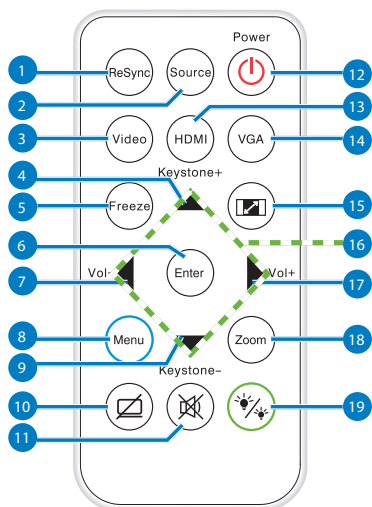 Power
1 ReSync Source 12
2 13
3 Video HDMI VGA 14
4 Keystone+
5 Freeze 15
6 16
Vol- Enter Vol+
7 17
8 Menu Zoom 18
9 Keystone-
10 19
11